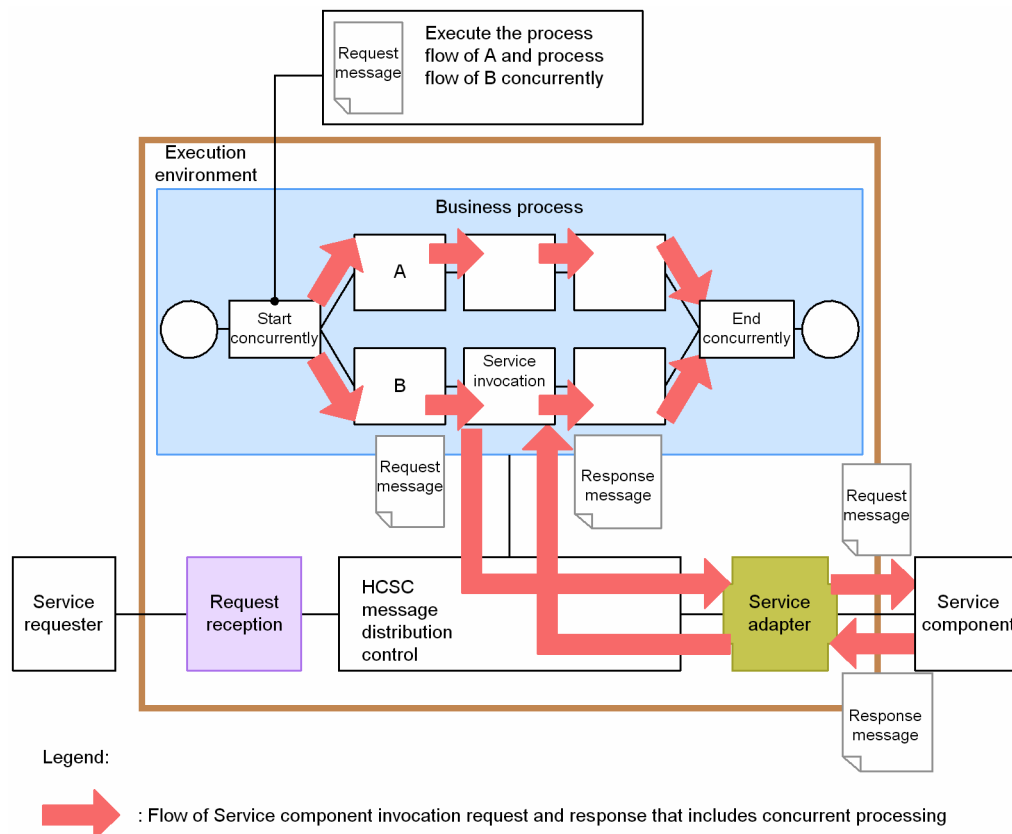 Request
message
Execute the process
flow of A and process
flow of B concurrently
Execution
environment
Business process
A
Start
concurrently
End
concurrently
B
Service
invocation
Request
message
Response
message
Request
message
Service
requester
Request
reception
HCSC
message
distribution
control
Service
adapter
Service
component
Response
message
Legend:
: Flow of Service component invocation request and response that includes concurrent processing